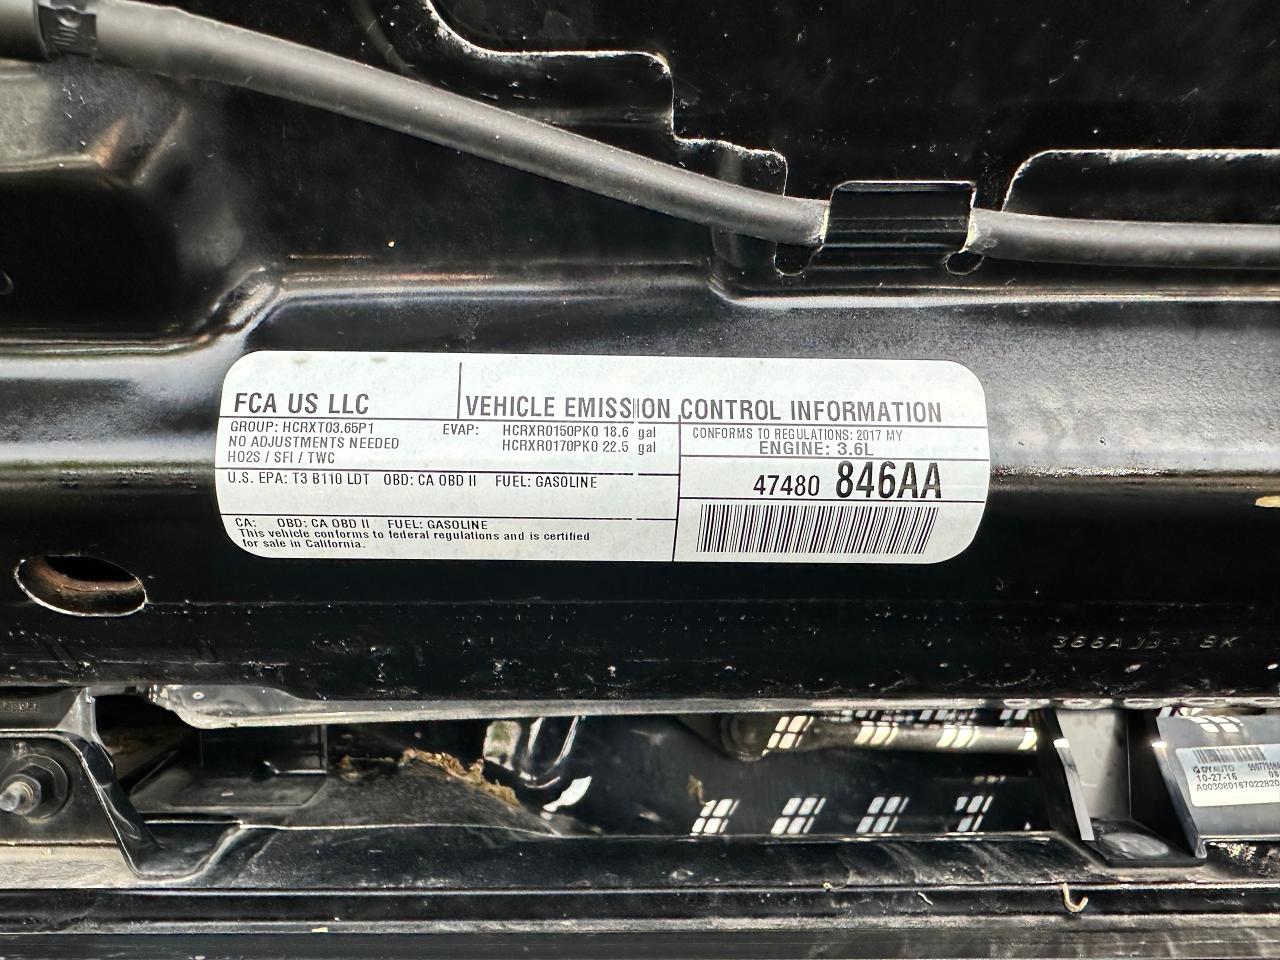 FCA US LLC
VEHICLE EMISSION CONTROL INFORMATION
GROUP: HCRXT03.65P1
NO ADJUSTMENTS NEEDED
HO2S / SFI / TWC
EVAP: HCRXR0150PK0 18.6 gal
HCRXR0170PK0 22.5 gal
CONFORMS TO REGULATIONS: 2017 MY
ENGINE: 3.6L
U.S. EPA: T3 B110 LDT OBD: CA OBD II FUEL: GASOLINE
47480 846AA
CA: OBD: CA OBD II FUEL: GASOLINE
This vehicle conforms to federal regulations and is certified
for sale in California.
10-27-16
A003080167022820